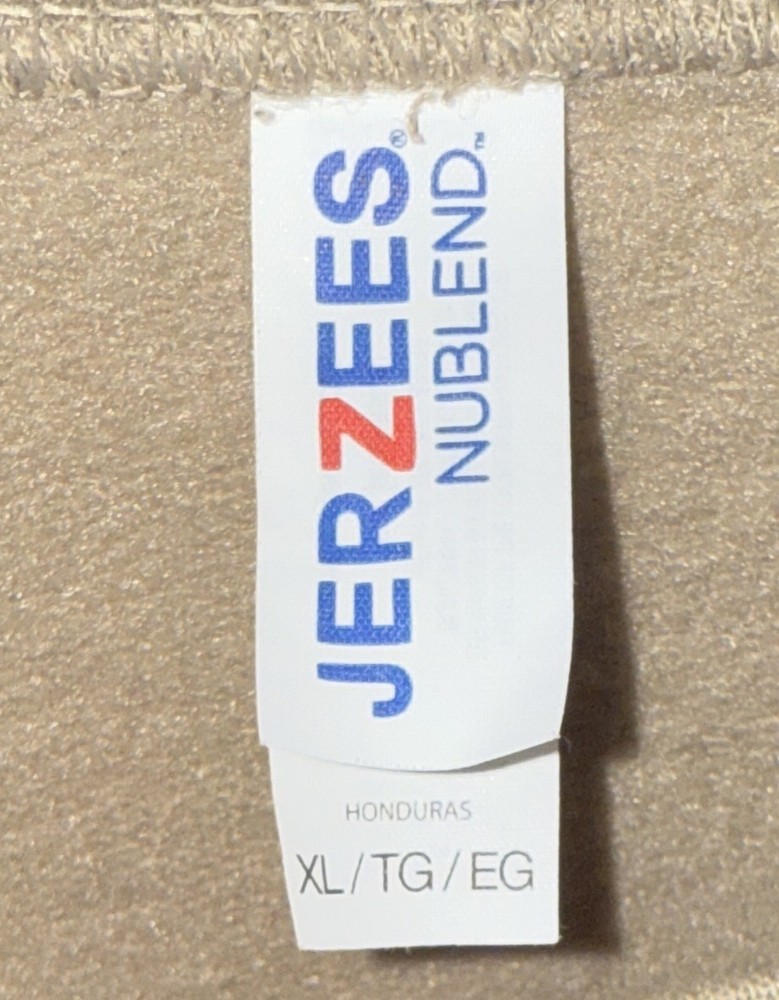 JERZEES®
NUBLEND™
HONDURAS
XL/TG/EG